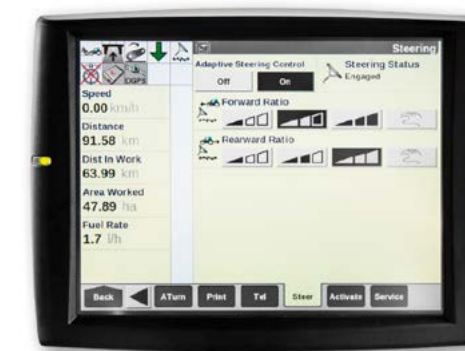 Steering
DGPS
Adaptive Steering Control
Off
On
Steering Status
Engaged
Speed
0.00 km/h
Distance
91.58 km
Dist In Work
63.99 km
Area Worked
47.89 ha
Fuel Rate
1.7 l/h
Forward Ratio
Rearward Ratio
Back
ATurn
Print
Tel
Steer
Activate
Service